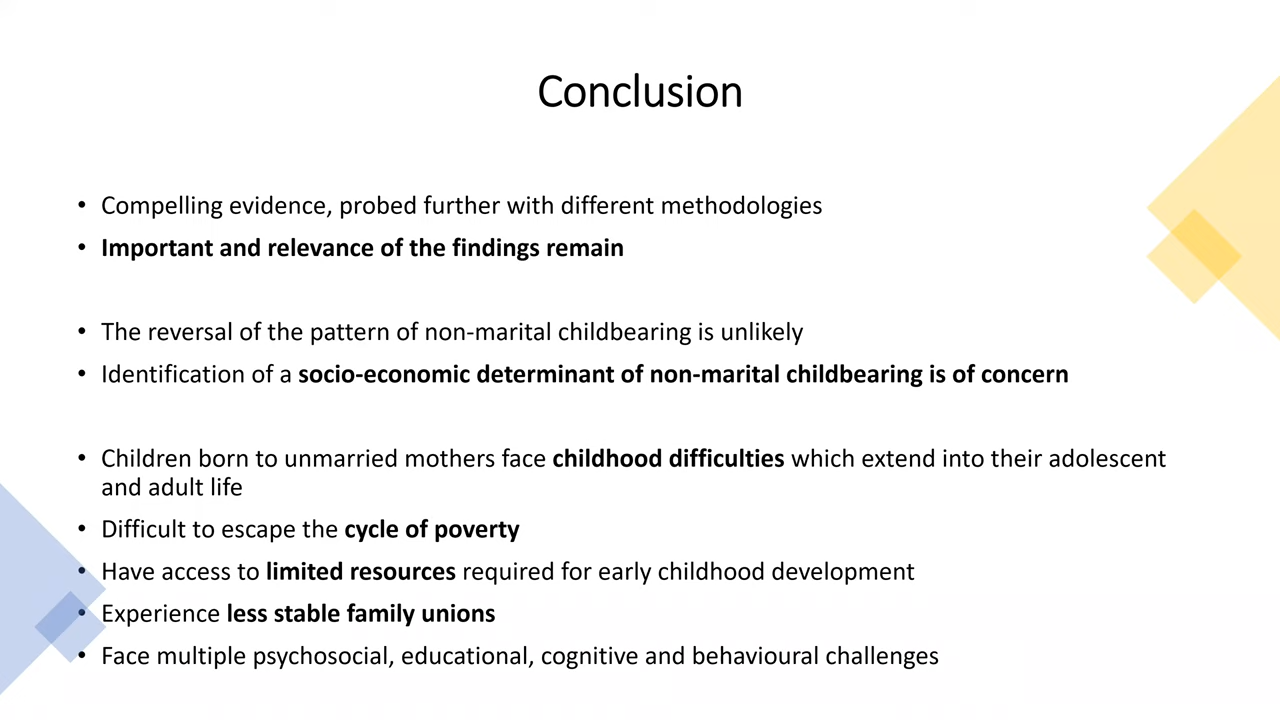 Conclusion
• Compelling evidence, probed further with different methodologies
• Important and relevance of the findings remain
• The reversal of the pattern of non-marital childbearing is unlikely
• Identification of a socio-economic determinant of non-marital childbearing is of concern
• Children born to unmarried mothers face childhood difficulties which extend into their adolescent
and adult life
• Difficult to escape the cycle of poverty
• Have access to limited resources required for early childhood development
• Experience less stable family unions
• Face multiple psychosocial, educational, cognitive and behavioural challenges